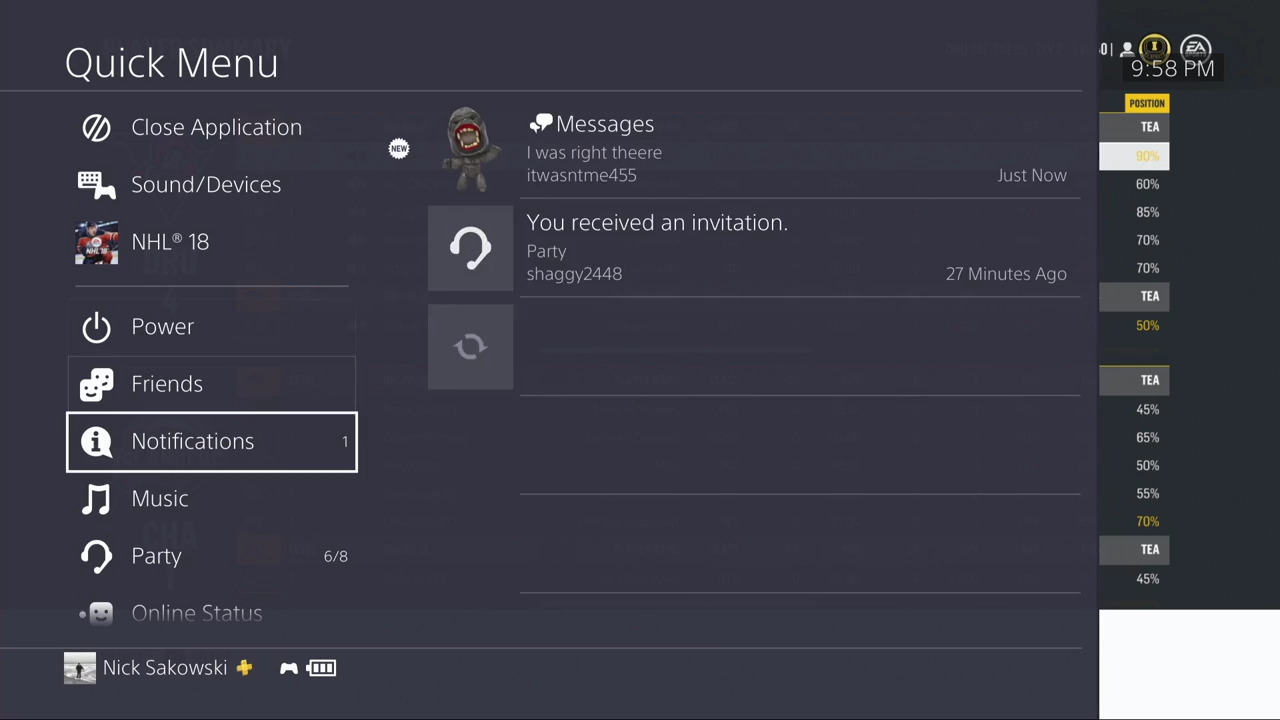 Quick Menu
9:58 PM
Close Application
Sound/Devices
NHL® 18
Power
Friends
Notifications 1
Music
Party 6/8
Online Status
Nick Sakowski
NEW
Messages
I was right theere
itwasntme455 Just Now
You received an invitation.
Party
shaggy2448 27 Minutes Ago
POSITION
TEA
90%
60%
85%
70%
70%
TEA
50%
TEA
45%
65%
50%
55%
70%
TEA
45%